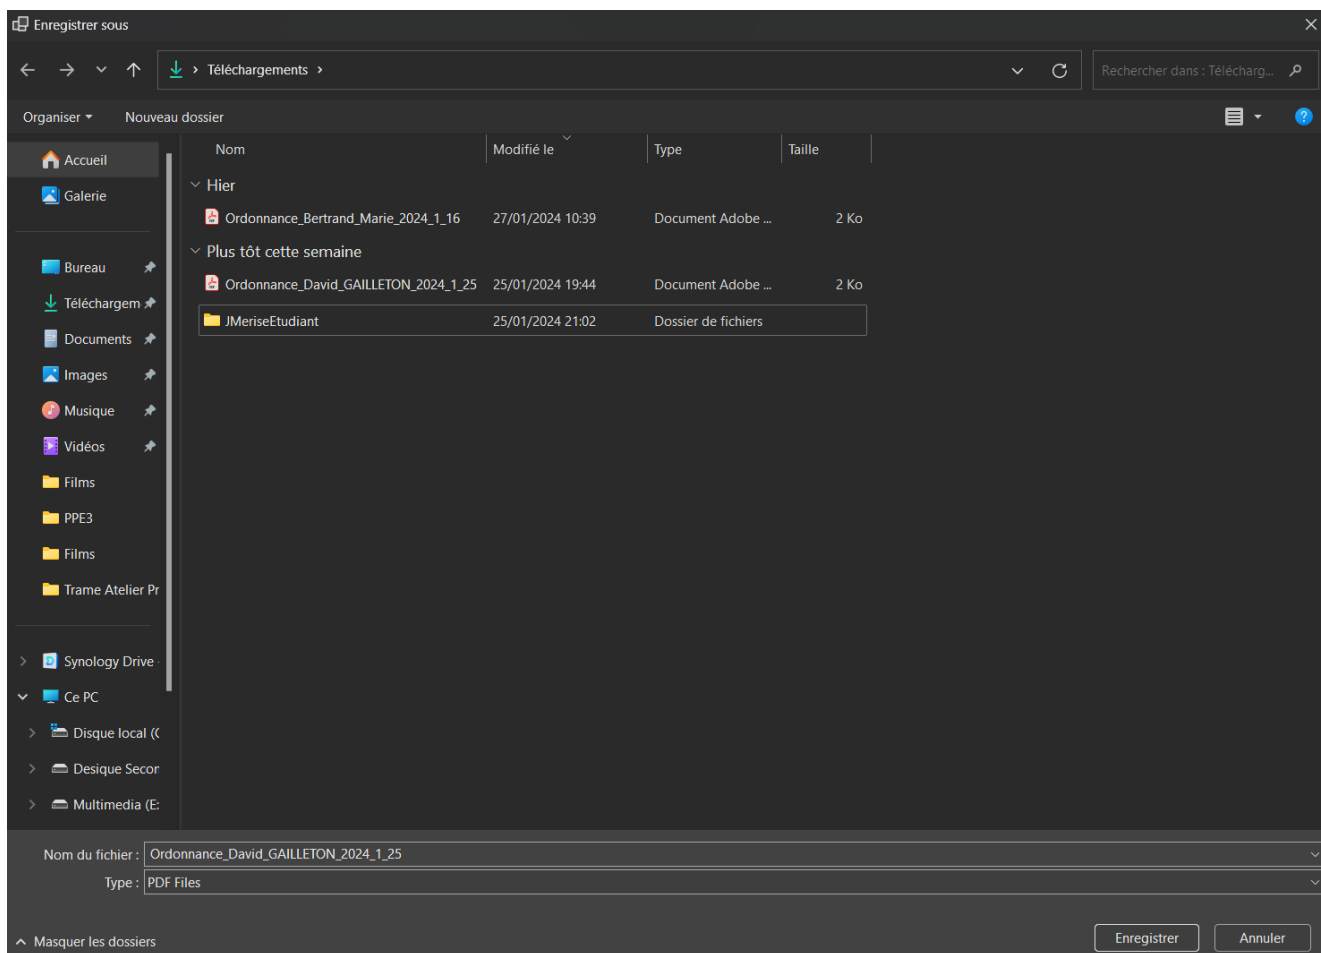 Enregistrer sous
Téléchargements
Rechercher dans : Télécharg...
Organiser
Nouveau dossier
Nom
Modifié le
Type
Taille
Accueil
Galerie
Bureau
Téléchargem
Documents
Images
Musique
Vidéos
Films
PPE3
Films
Trame Atelier Pr
Synology Drive -
Ce PC
Disque local (C
Desique Secon
Multimedia (E:
Hier
Ordonnance_Bertrand_Marie_2024_1_16 27/01/2024 10:39 Document Adobe ... 2 Ko
Plus tôt cette semaine
Ordonnance_David_GAILLETON_2024_1_25 25/01/2024 19:44 Document Adobe ... 2 Ko
JMeriseEtudiant 25/01/2024 21:02 Dossier de fichiers
Nom du fichier : Ordonnance_David_GAILLETON_2024_1_25
Type : PDF Files
Masquer les dossiers
Enregistrer
Annuler